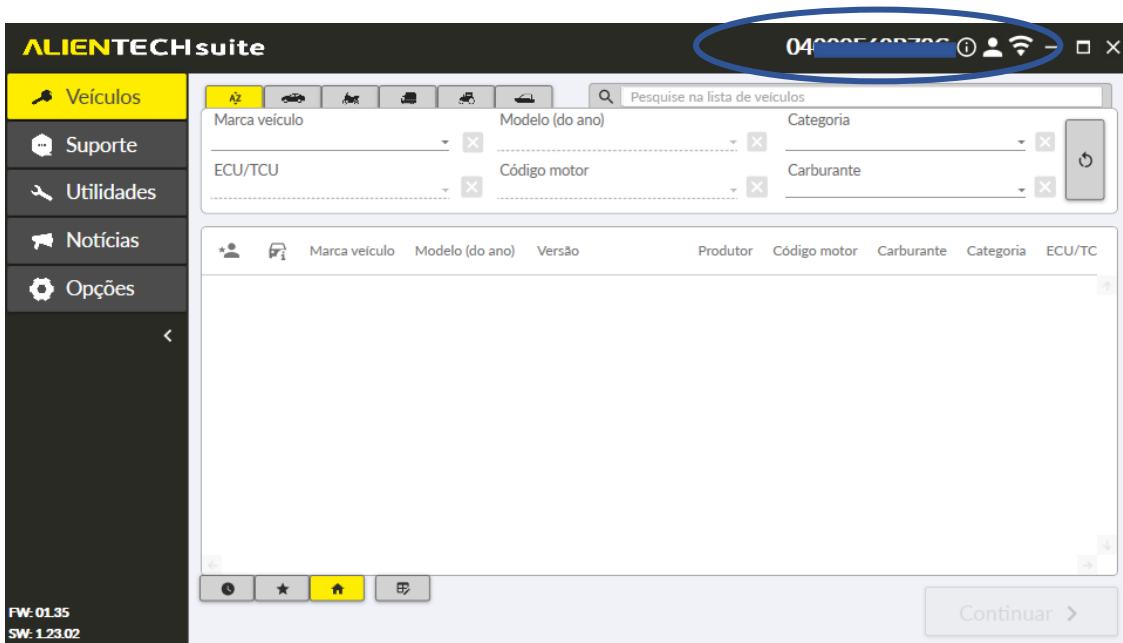 ALIENTECH suite
Veículos
Suporte
Utilidades
Notícias
Opções
Pesquise na lista de veículos
Marca veículo
Modelo (do ano)
Categoria
ECU/TCU
Código motor
Carburante
Marca veículo Modelo (do ano) Versão Produtor Código motor Carburante Categoria ECU/TC
Continuar
FW: 01.35
SW: 1.23.02